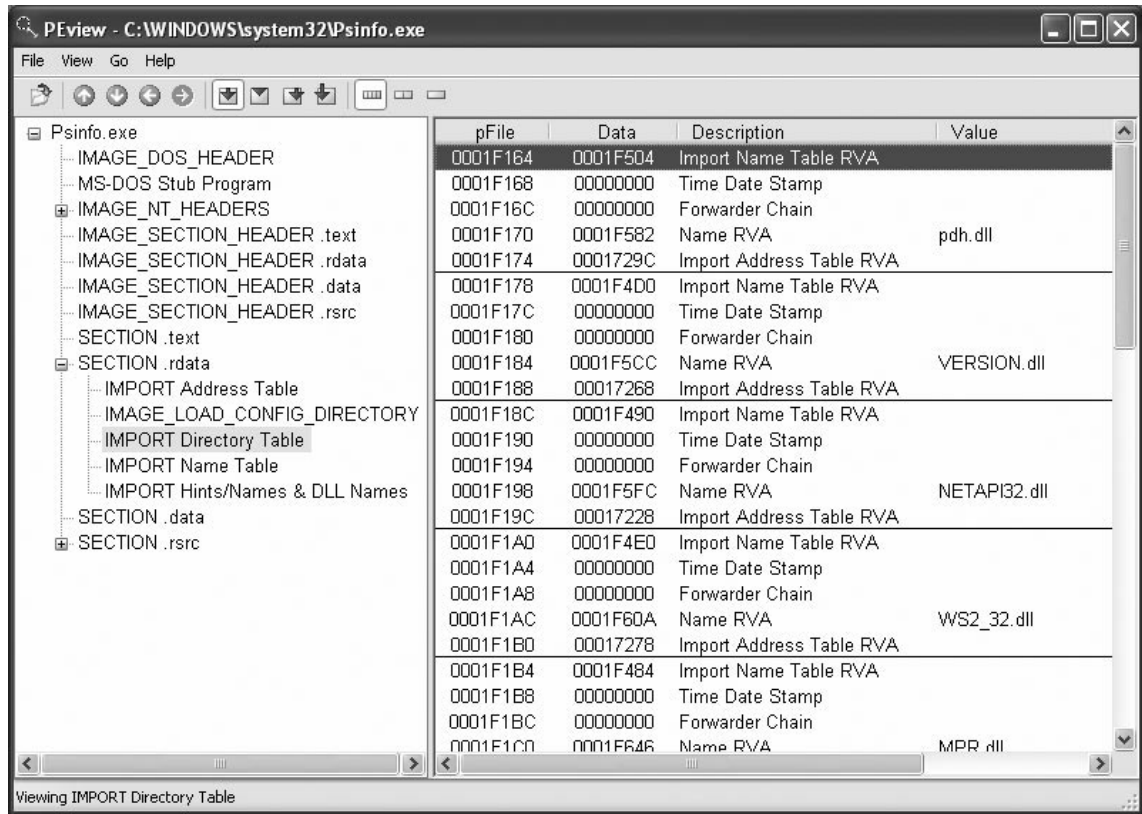 PEview - C:\WINDOWS\system32\Psinfo.exe
File View Go Help
Psinfo.exe
IMAGE_DOS_HEADER
MS-DOS Stub Program
IMAGE_NT_HEADERS
IMAGE_SECTION_HEADER .text
IMAGE_SECTION_HEADER .rdata
IMAGE_SECTION_HEADER .data
IMAGE_SECTION_HEADER .rsrc
SECTION .text
SECTION .rdata
IMPORT Address Table
IMAGE_LOAD_CONFIG_DIRECTORY
IMPORT Directory Table
IMPORT Name Table
IMPORT Hints/Names & DLL Names
SECTION .data
SECTION .rsrc
pFile Data Description Value
0001F164 0001F504 Import Name Table RVA
0001F168 00000000 Time Date Stamp
0001F16C 00000000 Forwarder Chain
0001F170 0001F582 Name RVA pdh.dll
0001F174 0001729C Import Address Table RVA
0001F178 0001F4D0 Import Name Table RVA
0001F17C 00000000 Time Date Stamp
0001F180 00000000 Forwarder Chain
0001F184 0001F5CC Name RVA VERSION.dll
0001F188 00017268 Import Address Table RVA
0001F18C 0001F490 Import Name Table RVA
0001F190 00000000 Time Date Stamp
0001F194 00000000 Forwarder Chain
0001F198 0001F5FC Name RVA NETAPI32.dll
0001F19C 00017228 Import Address Table RVA
0001F1A0 0001F4E0 Import Name Table RVA
0001F1A4 00000000 Time Date Stamp
0001F1A8 00000000 Forwarder Chain
0001F1AC 0001F60A Name RVA WS2_32.dll
0001F1B0 00017278 Import Address Table RVA
0001F1B4 0001F484 Import Name Table RVA
0001F1B8 00000000 Time Date Stamp
0001F1BC 00000000 Forwarder Chain
0001F1C0 0001F646 Name RVA MPR.dll
Viewing IMPORT Directory Table